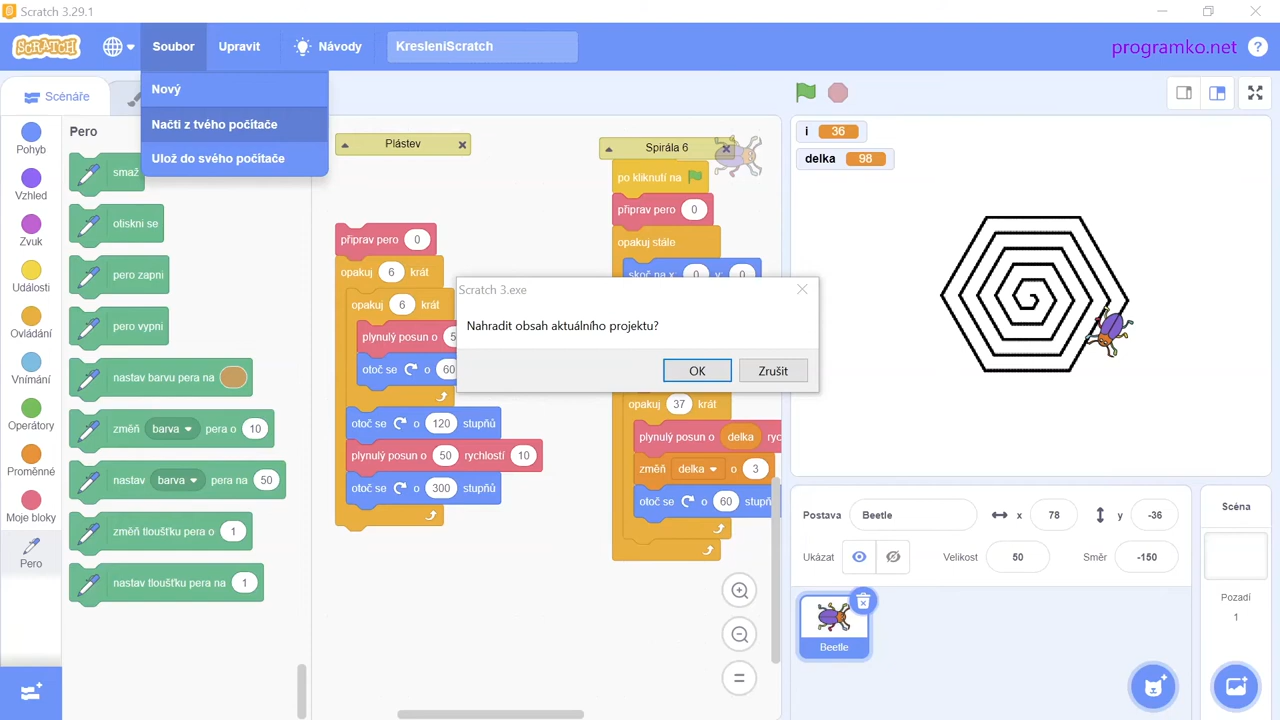 Scratch 3.29.1
SCRATCH
Soubor
Upravit
Návody
KresleniScratch
programko.net
?
Nový
Načti z tvého počítače
Ulož do svého počítače
Scénáře
Pohyb
Vzhled
Zvuk
Události
Ovládání
Vnímání
Operátory
Proměnné
Moje bloky
Pero
Pero
smaž
otiskni se
pero zapni
pero vypni
nastav barvu pera na
změň barva pera o 10
nastav barva pera na 50
změň tloušťku pera o 1
nastav tloušťku pera na 1
Plástev
připrav pero 0
opakuj 6 krát
opakuj 6 krát
plynulý posun o 5
otoč se o 60
otoč se o 120 stupňů
plynulý posun o 50 rychlostí 10
otoč se o 300 stupňů
Spirála 6
po kliknutí na
připrav pero 0
opakuj stále
skoč na x: 0 y: 0
Scratch 3.exe
Nahradit obsah aktuálního projektu?
OK
Zrušit
opakuj 37 krát
plynulý posun o delka ryc
změň delka o 3
otoč se o 60 stupň
i 36
delka 98
Postava
Beetle
x 78
y -36
Ukázat
Velikost 50
Směr -150
Beetle
Scéna
Pozadí
1